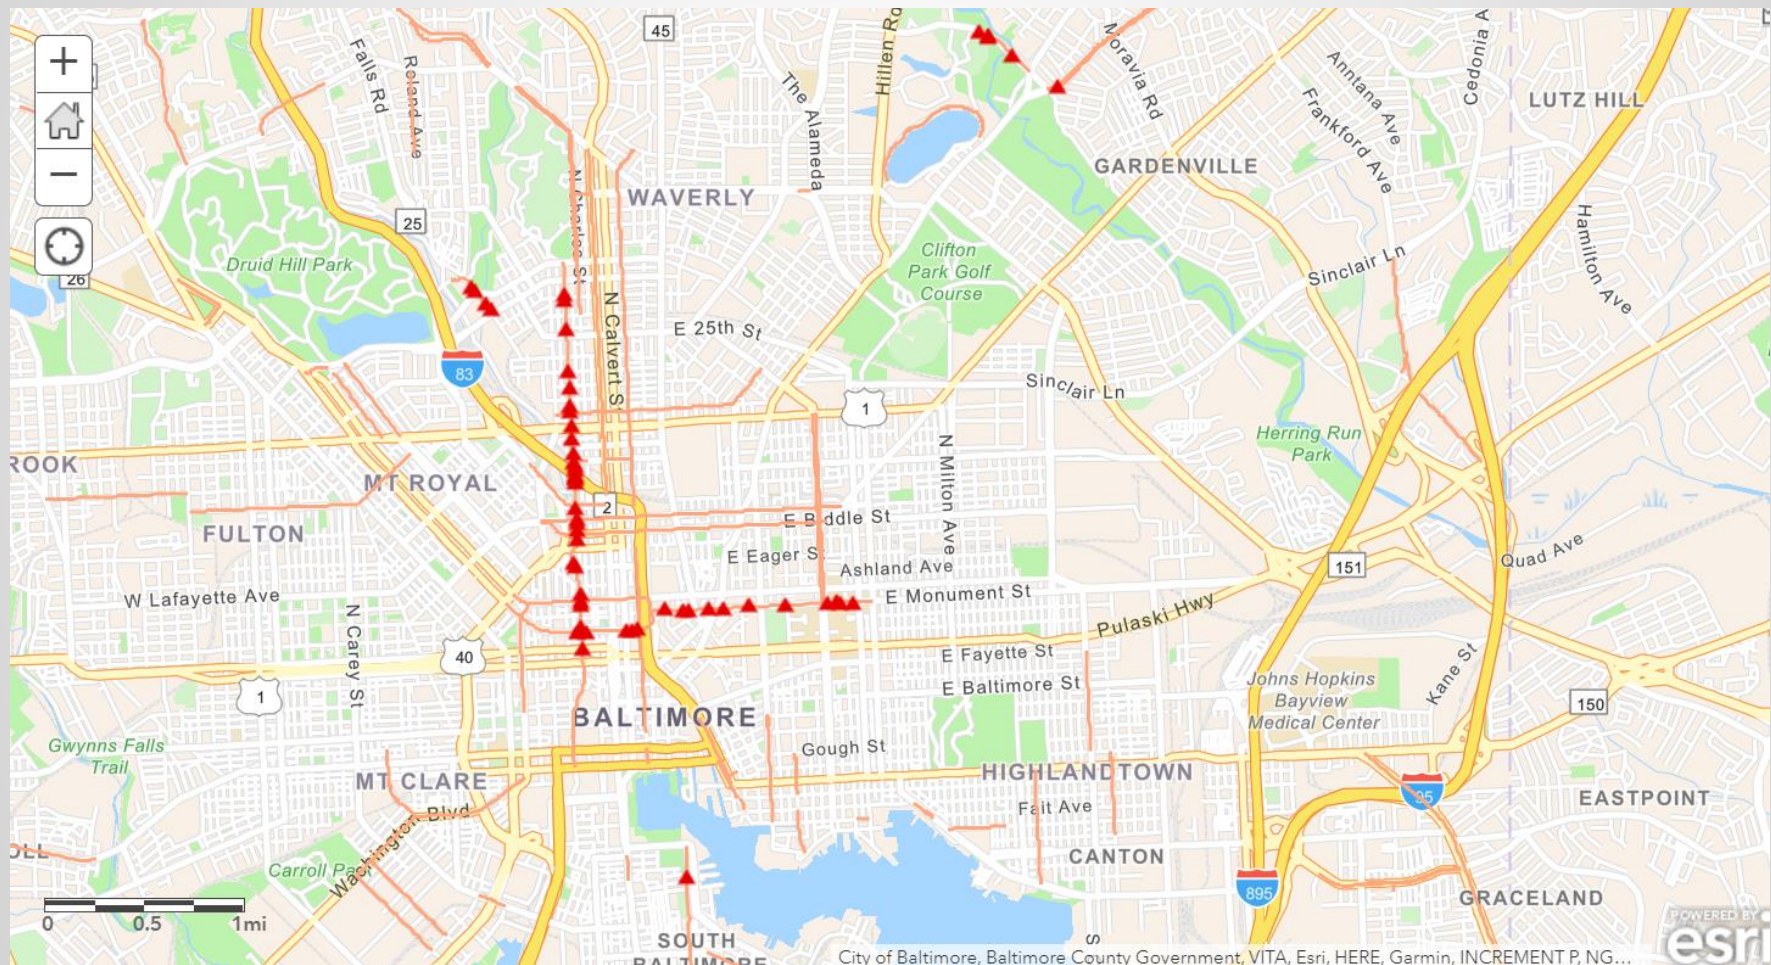 45
Hillen Rd
Falls Rd
Roland Ave
The Alameda
Moravia Rd
Anntana Ave
Frankford Ave
Cedonia A
LUTZ HILL
+
−
GARDENVILLE
WAVERLY
N Charles St
25
Hamilton Ave
Druid Hill Park
Clifton
Park Golf
Course
Sinclair Ln
26
N Calvert S
E 25th St
83
Sinclair Ln
1
Herring Run
Park
ROOK
MT ROYAL
N Milton Ave
2
E Biddle St
FULTON
E Eager S
Ashland Ave
Quad Ave
151
W Lafayette Ave
N Carey St
E Monument St
Pulaski Hwy
40
E Fayette St
1
E Baltimore St
Johns Hopkins
Bayview
Medical Center
Kane St
150
BALTIMORE
Gwynns Falls
Trail
Gough St
MT CLARE
HIGHLANDTOWN
95
EASTPOINT
Fait Ave
Washington Blvd
OLL
Carroll Park
CANTON
895
GRACELAND
0 0.5 1mi
SOUTH
BALTIMORE
S
POWERED BY
esri
City of Baltimore, Baltimore County Government, VITA, Esri, HERE, Garmin, INCREMENT P, NG...